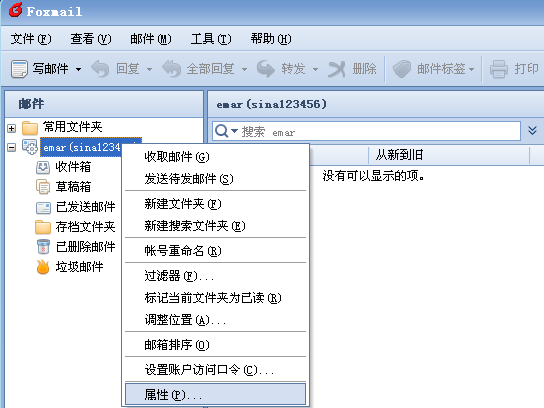 Foxmail
文件(F) 查看(V) 邮件(M) 工具(T) 帮助(H)
写邮件 回复 全部回复 转发 删除 邮件标签 打印
邮件 emar(sina123456)
常用文件夹 搜索 emar
emar(sina1234 从新到旧
没有可以显示的项。
收件箱
草稿箱
已发送邮件
存档文件夹
已删除邮件
垃圾邮件
收取邮件(G)
发送待发邮件(S)
新建文件夹(F)
新建搜索文件夹(E)
帐号重命名(R)
过滤器(F)...
标记当前文件夹为已读(R)
调整位置(A)...
邮箱排序(O)
设置账户访问口令(C)...
属性(P)...